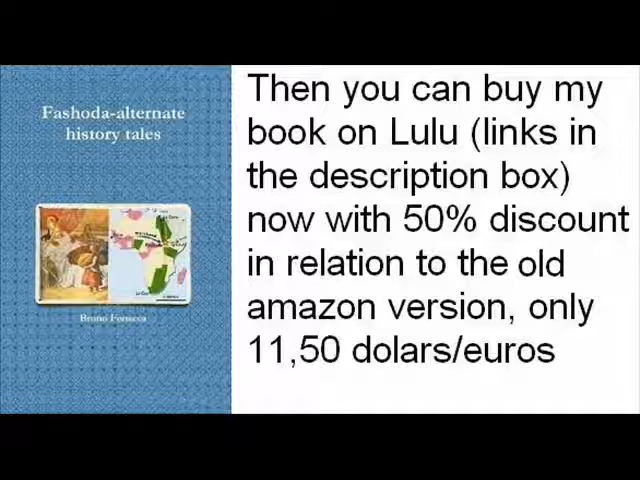 Fashoda-alternate
history tales
Bruno Fonseca
Then you can buy my
book on Lulu (links in
the description box)
now with 50% discount
in relation to the old
amazon version, only
11,50 dolars/euros